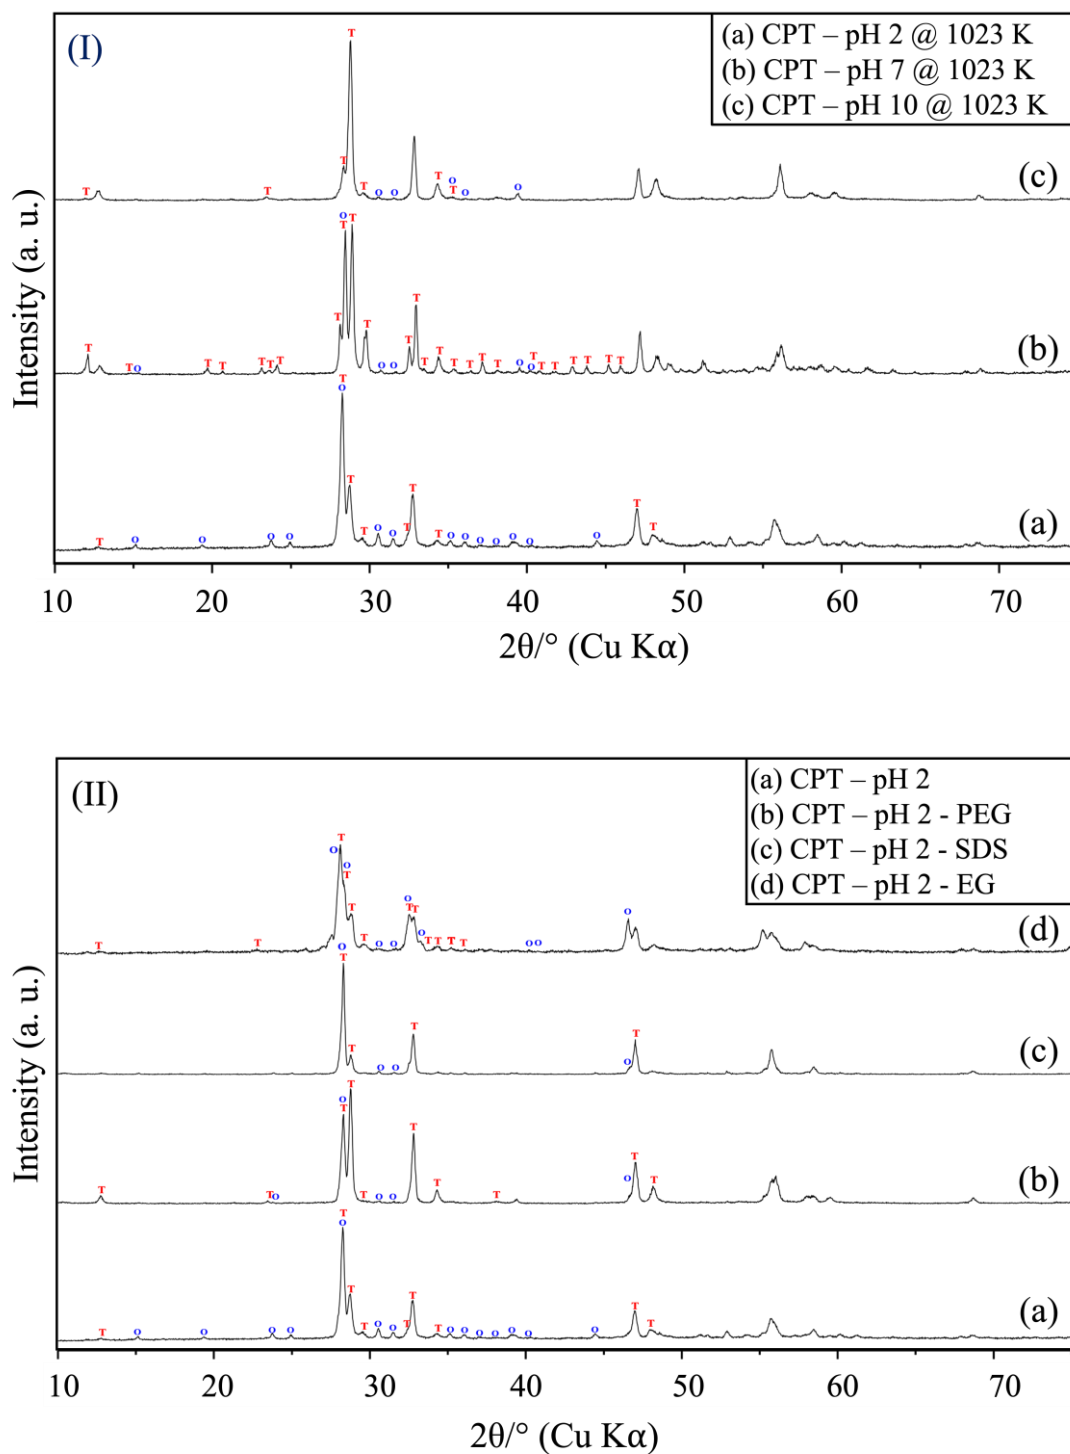 (I)
(a) CPT – pH 2 @ 1023 K
(b) CPT – pH 7 @ 1023 K
(c) CPT – pH 10 @ 1023 K
T
T T T T T O O T O T O O (c)
O
T T T
T T O T T T T T T T O O T T T T T T O O T T T T T T T (b)
T
O
T O O O O T T O O T T T O O O O O O O T T (a)
Intensity (a. u.)
10 20 30 40 50 60 70
2θ/° (Cu Kα)
(II)
(a) CPT – pH 2
(b) CPT – pH 2 - PEG
(c) CPT – pH 2 - SDS
(d) CPT – pH 2 - EG
T
O O T
T T T T O O O T T O T T T T O O O (d)
O
T
T O O T O T (c)
O
T T
T T O T O O T T O T T (b)
T
O
T O O O O T T O O T T T O O O O O O T T (a)
Intensity (a. u.)
10 20 30 40 50 60 70
2θ/° (Cu Kα)